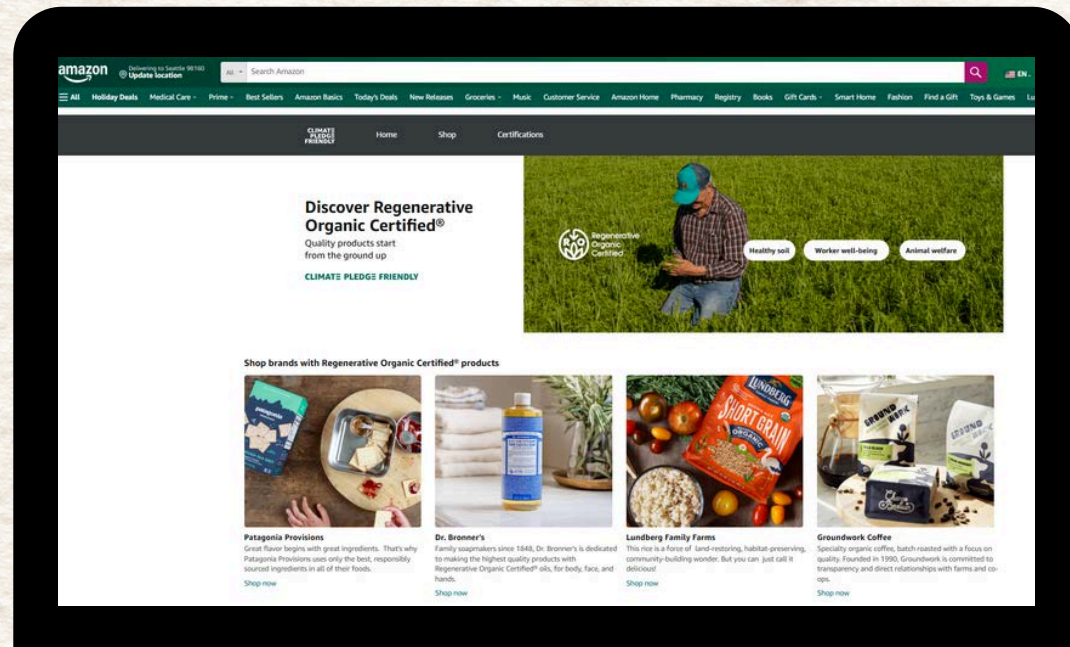 amazon
Delivering to Seattle 98160
Update location
All
Search Amazon
EN
All Holiday Deals Medical Care Prime Best Sellers Amazon Basics Today's Deals New Releases Groceries Music Customer Service Amazon Home Pharmacy Registry Books Gift Cards Smart Home Fashion Find a Gift Toys & Games
CLIMATE
PLEDGE
FRIENDLY
Home Shop Certifications
Discover Regenerative
Organic Certified®
Quality products start
from the ground up
CLIMATE PLEDGE FRIENDLY
Regenerative
Organic
Certified
Healthy soil Worker well-being Animal welfare
Shop brands with Regenerative Organic Certified® products
patagonia
LUNDBERG
SHORT GRAIN
ORGANIC
GROUND
WORK
GROUND
WORK
Patagonia Provisions
Great flavor begins with great ingredients. That's why
Patagonia Provisions uses only the best, responsibly
sourced ingredients in all of their foods.
Shop now
Dr. Bronner's
Family soapmakers since 1848, Dr. Bronner's is dedicated
to making the highest quality products with
Regenerative Organic Certified® oils, for body, face, and
hands.
Shop now
Lundberg Family Farms
This rice is a force of land-restoring, habitat-preserving,
community-building wonder. But you can just call it
delicious!
Shop now
Groundwork Coffee
Specialty organic coffee, batch roasted with a focus on
quality. Founded in 1990, Groundwork is committed to
transparency and direct relationships with farms and co-
ops.
Shop now